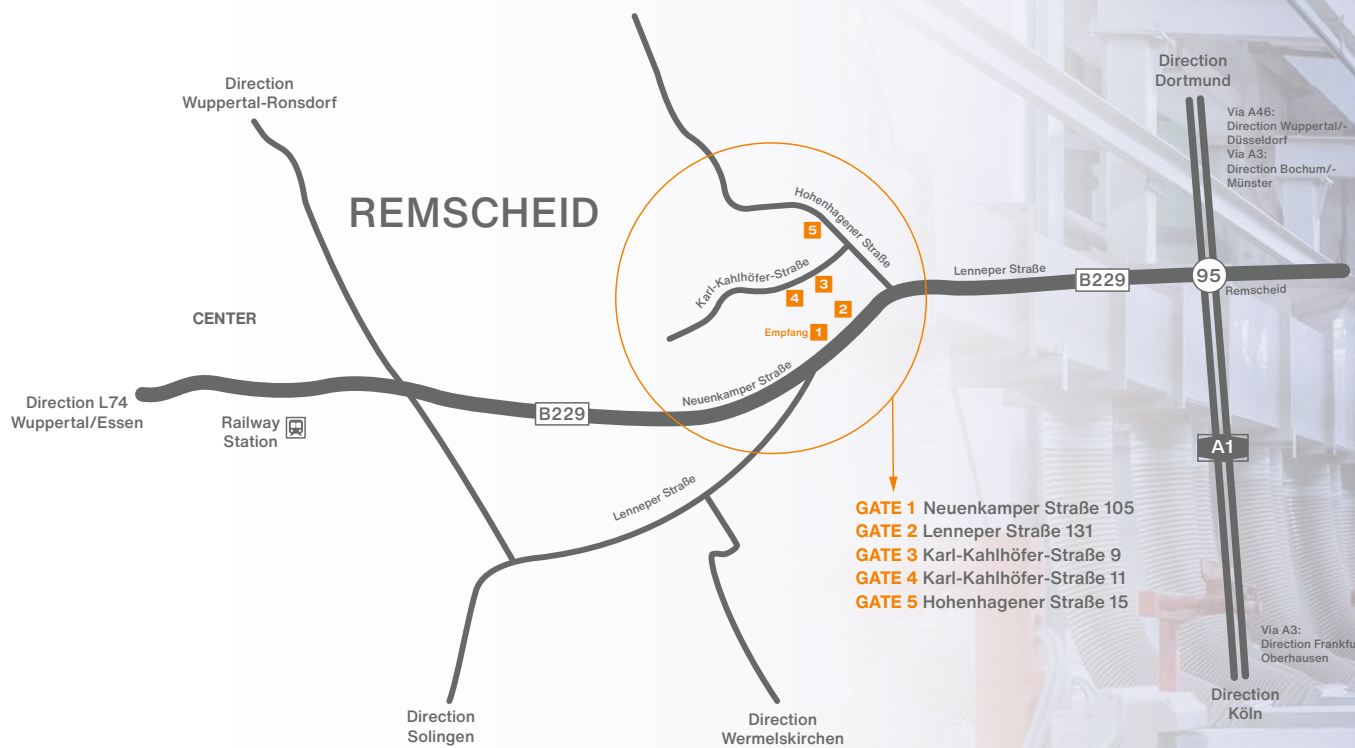 Direction
Wuppertal-Ronsdorf
REMSCHEID
CENTER
Direction L74
Wuppertal/Essen
Railway
Station
B229
Neuenkamper Straße
Lenneper Straße
Direction
Solingen
Direction
Wermelskirchen
Hohenhagener Straße
5
Karl-Kahlhöfer-Straße
3
4
2
Empfang 1
Lenneper Straße
B229
95
Remscheid
Direction
Dortmund
Via A46:
Direction Wuppertal/-
Düsseldorf
Via A3:
Direction Bochum/-
Münster
A1
GATE 1 Neuenkamper Straße 105
GATE 2 Lenneper Straße 131
GATE 3 Karl-Kahlhöfer-Straße 9
GATE 4 Karl-Kahlhöfer-Straße 11
GATE 5 Hohenhagener Straße 15
Via A3:
Direction Frankfu
Oberhausen
Direction
Köln